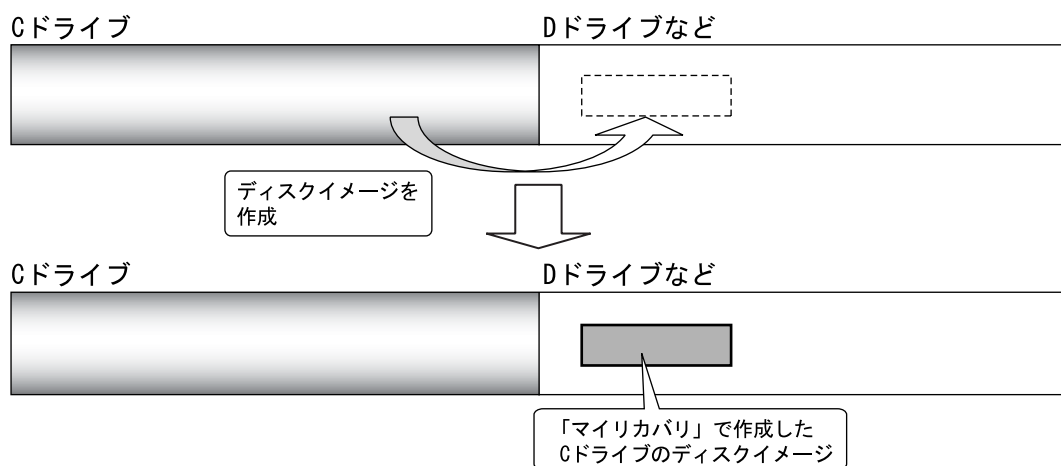 Cドライブ
Dドライブなど
ディスクイメージを
作成
Cドライブ
Dドライブなど
「マイリカバリ」で作成した
Cドライブのディスクイメージ